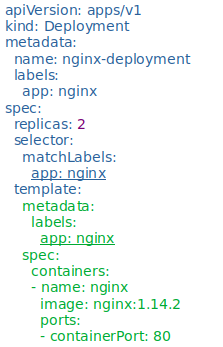 apiVersion: apps/v1
kind: Deployment
metadata:
  name: nginx-deployment
  labels:
    app: nginx
spec:
  replicas: 2
  selector:
    matchLabels:
      app: nginx
  template:
    metadata:
      labels:
        app: nginx
    spec:
      containers:
      - name: nginx
        image: nginx:1.14.2
        ports:
        - containerPort: 80